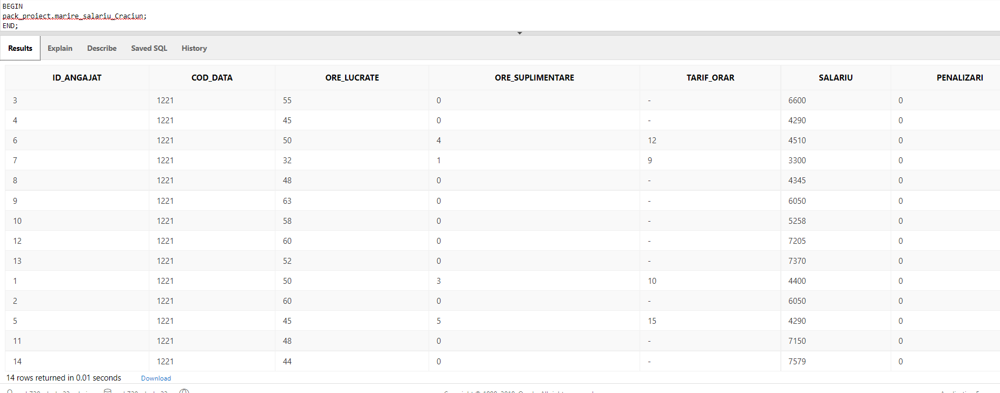 BEGIN
pack_proiect.marire_salariu_Craciun;
END;
Results Explain Describe Saved SQL History
ID_ANGAJAT COD_DATA ORE_LUCRATE ORE_SUPLIMENTARE TARIF_ORAR SALARIU PENALIZARI
3 1221 55 0 - 6600 0
4 1221 45 0 - 4290 0
6 1221 50 4 12 4510 0
7 1221 32 1 9 3300 0
8 1221 48 0 - 4345 0
9 1221 63 0 - 6050 0
10 1221 58 0 - 5258 0
12 1221 60 0 - 7205 0
13 1221 52 0 - 7370 0
1 1221 50 3 10 4400 0
2 1221 60 0 - 6050 0
5 1221 45 5 15 4290 0
11 1221 48 0 - 7150 0
14 1221 44 0 - 7579 0
14 rows returned in 0.01 seconds Download